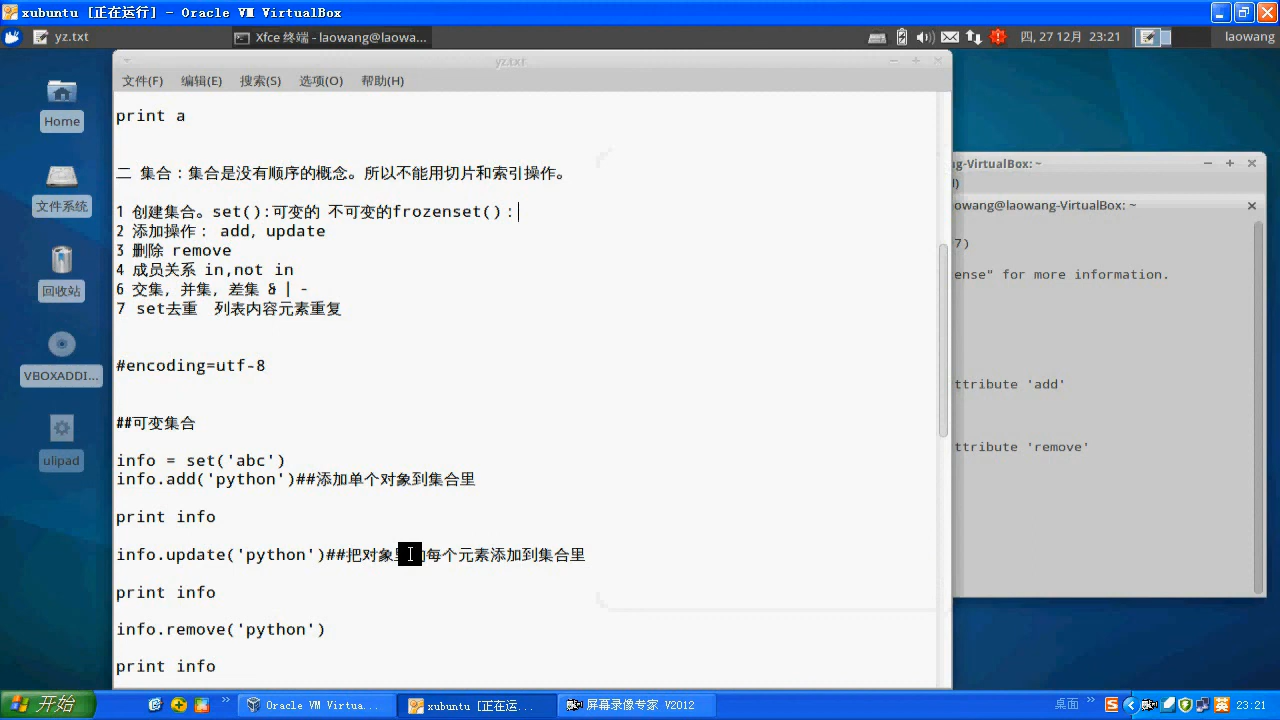 xubuntu [正在运行] - Oracle VM VirtualBox
yz.txt
Xfce 终端 - laowang@laowa...
四, 27 12月 23:21
laowang
yz.txt
文件(F) 编辑(E) 搜索(S) 选项(O) 帮助(H)
print a
二 集合：集合是没有顺序的概念。所以不能用切片和索引操作。
1 创建集合。set():可变的 不可变的frozenset()：
2 添加操作： add, update
3 删除 remove
4 成员关系 in,not in
6 交集, 并集, 差集 & | -
7 set去重 列表内容元素重复
#encoding=utf-8
##可变集合
info = set('abc')
info.add('python')##添加单个对象到集合里
print info
info.update('python')##把对象 每个元素添加到集合里
print info
info.remove('python')
print info
Home
文件系统
回收站
VBOXADDI...
ulipad
ng-VirtualBox: ~
owang@laowang-VirtualBox: ~
7)
ense" for more information.
ttribute 'add'
ttribute 'remove'
开始
Oracle VM Virtua...
xubuntu [正在运...
屏幕录像专家 V2012
桌面
英
23:21